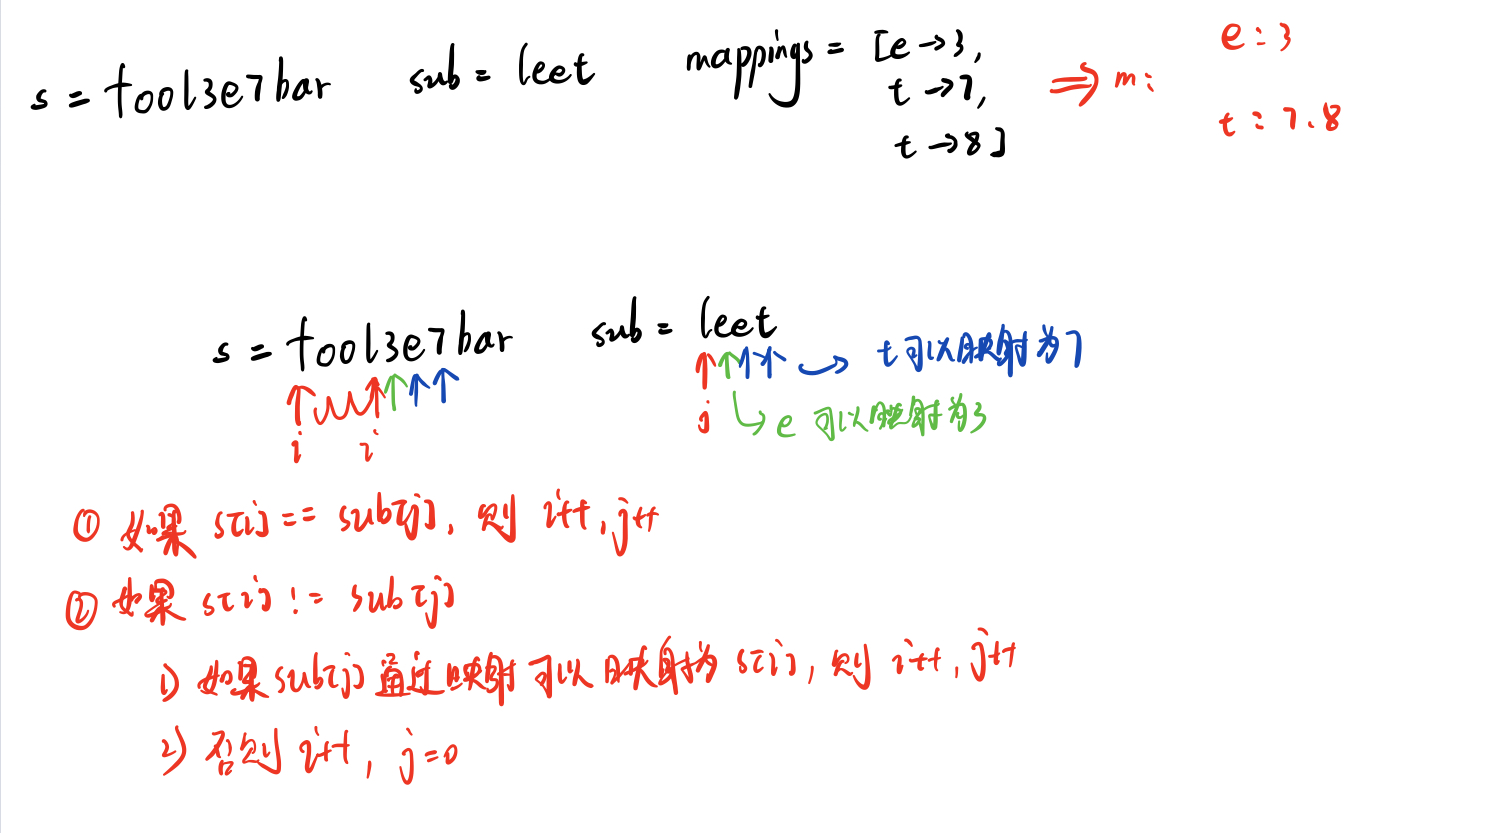 s = fool3e7bar sub = leet mappings = [e→3, ⇒ m: e:3
t→7, t:7.8
t→8]
s = fool3e7bar sub = leet
t可以映射为7
i i j e可以映射为3
① 如果 s[i] == sub[j], 则 i++, j++
② 如果 s[i] != sub[j]
1) 如果sub[j]通过映射可以映射为 s[i], 则 i++, j++
2) 否则 i++, j=0